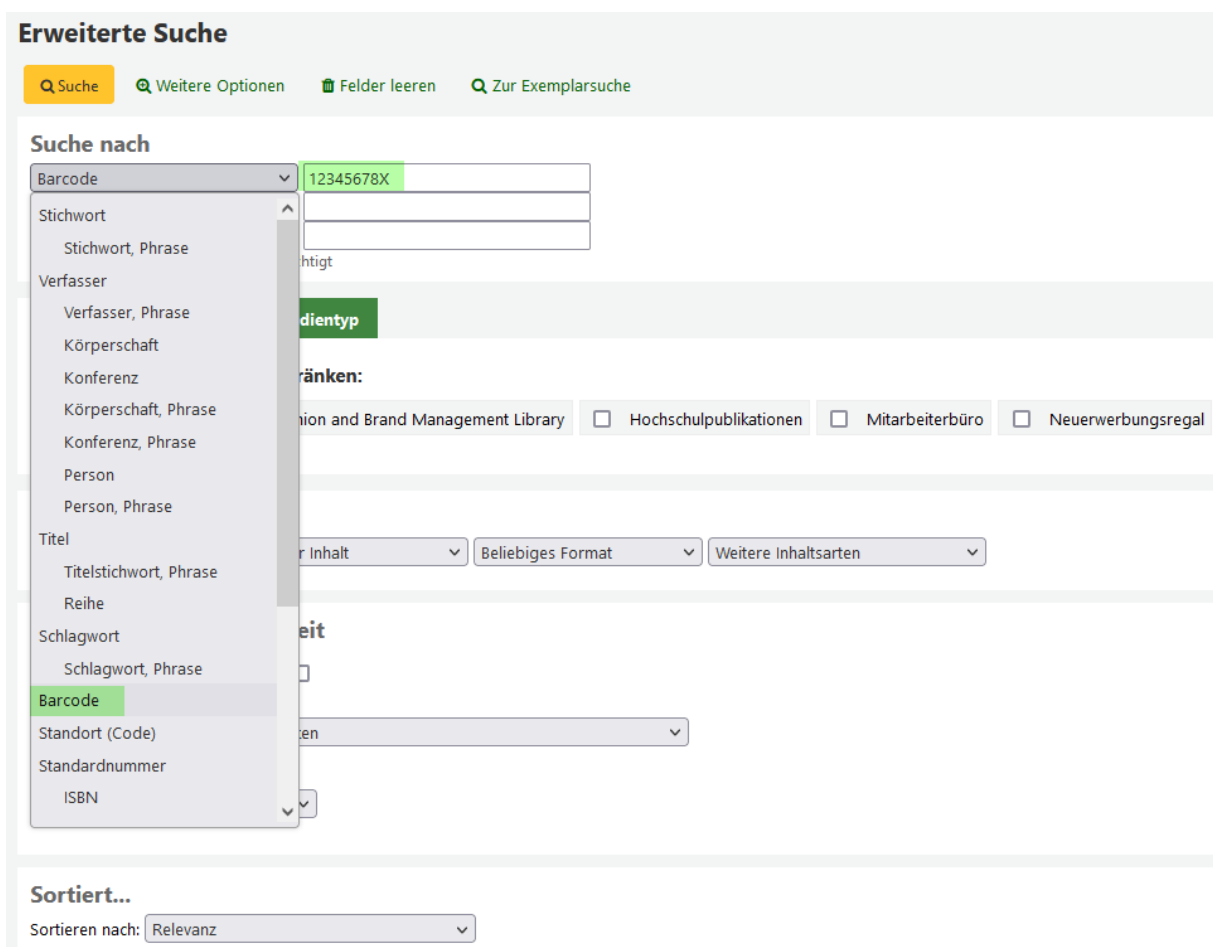 Erweiterte Suche
Suche Weitere Optionen Felder leeren Zur Exemplarsuche
Suche nach
Barcode 12345678X
Stichwort
Stichwort, Phrase
htigt
Verfasser
Verfasser, Phrase
dientyp
Körperschaft
Konferenz
ränken:
Körperschaft, Phrase
nion and Brand Management Library Hochschulpublikationen Mitarbeiterbüro Neuerwerbungsregal
Konferenz, Phrase
Person
Person, Phrase
Titel
r Inhalt Beliebiges Format Weitere Inhaltsarten
Titelstichwort, Phrase
Reihe
Schlagwort
eit
Schlagwort, Phrase
Barcode
Standort (Code)
en
Standardnummer
ISBN
Sortiert...
Sortieren nach: Relevanz